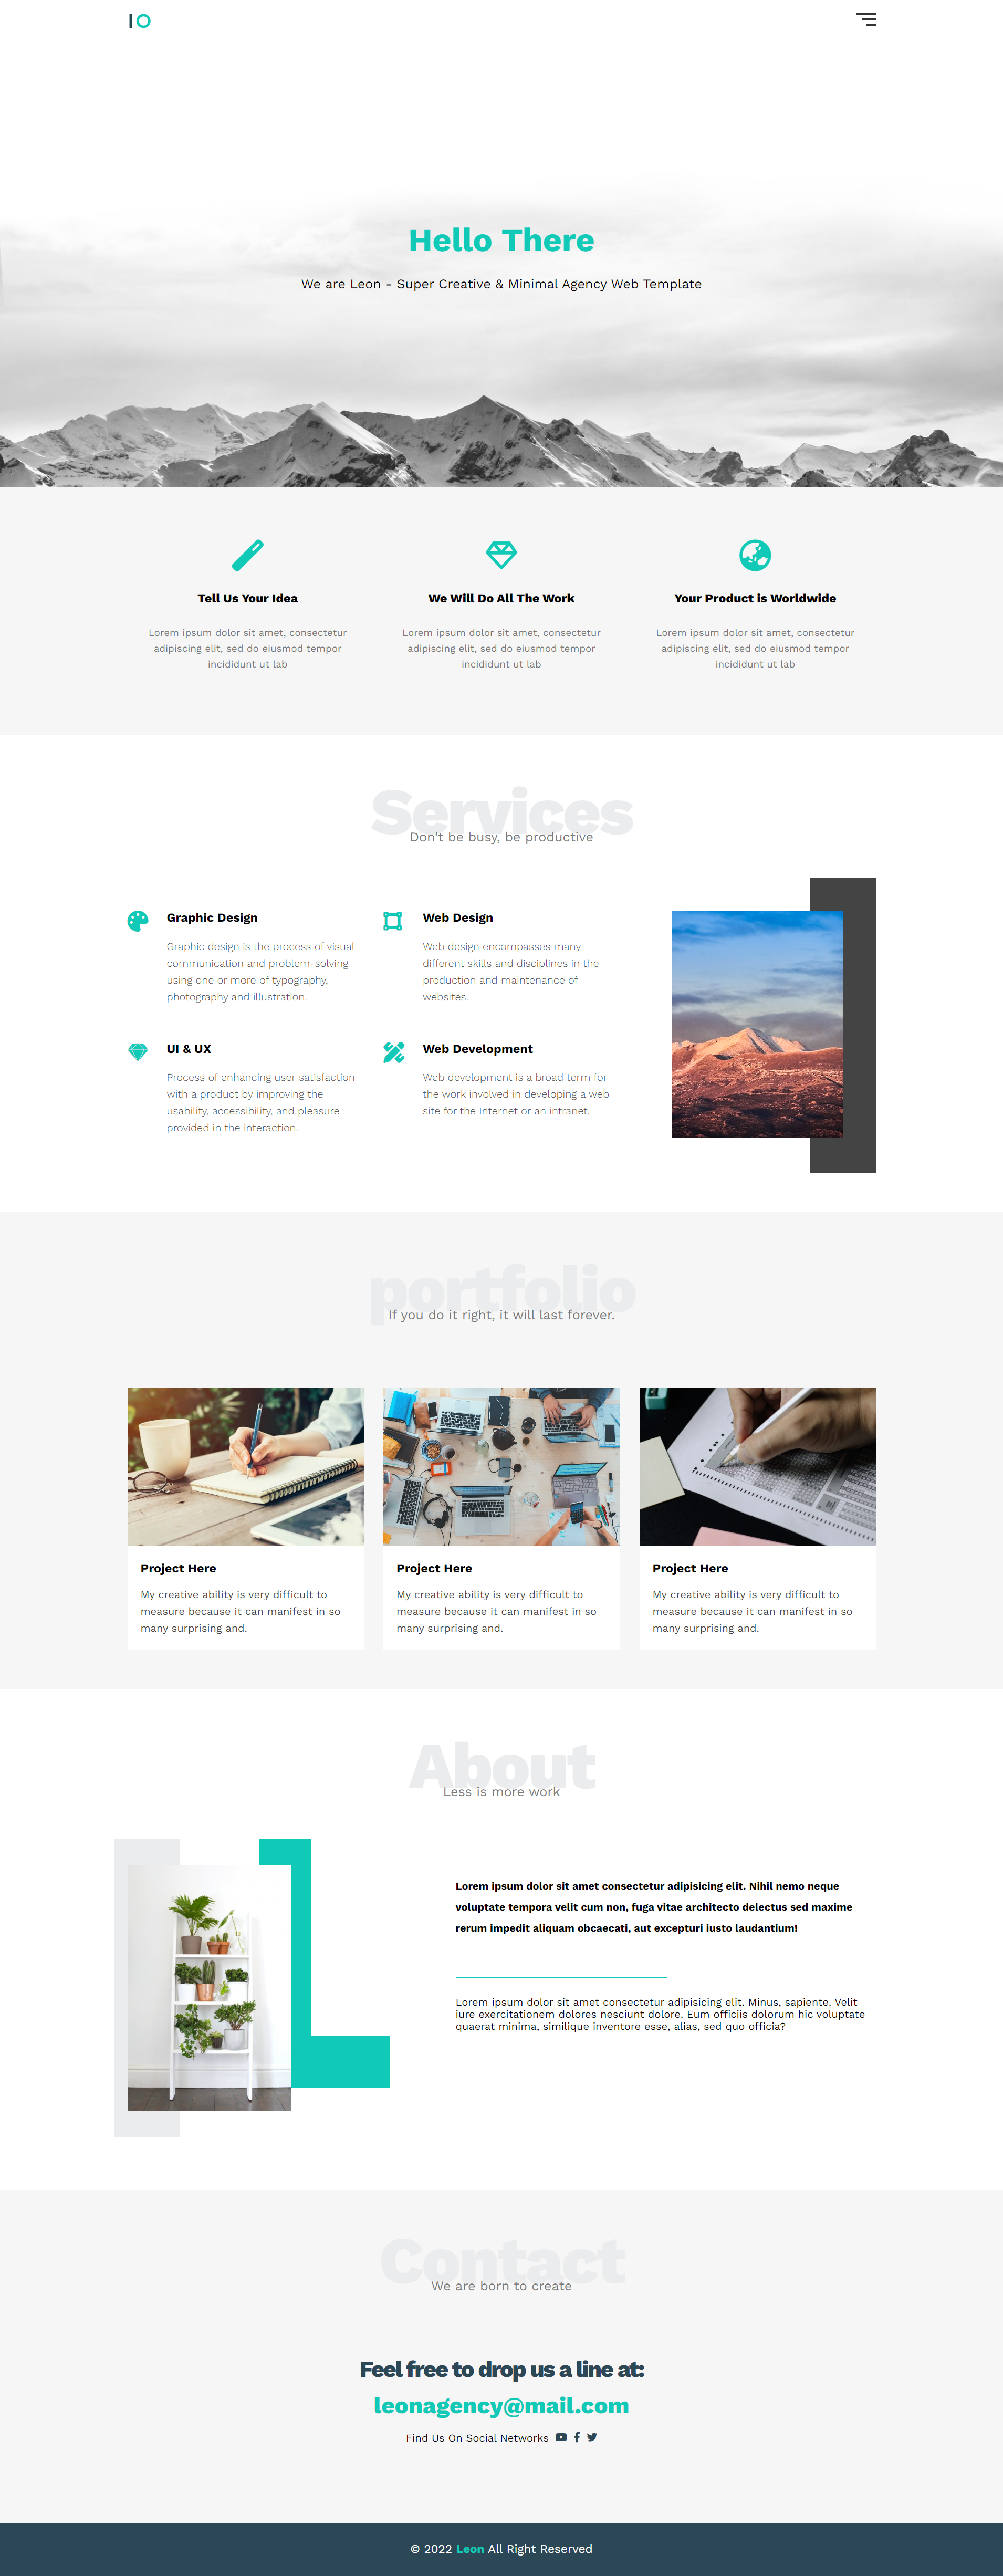 IO
Hello There
We are Leon - Super Creative & Minimal Agency Web Template
Tell Us Your Idea
Lorem ipsum dolor sit amet, consectetur
adipiscing elit, sed do eiusmod tempor
incididunt ut lab
We Will Do All The Work
Lorem ipsum dolor sit amet, consectetur
adipiscing elit, sed do eiusmod tempor
incididunt ut lab
Your Product is Worldwide
Lorem ipsum dolor sit amet, consectetur
adipiscing elit, sed do eiusmod tempor
incididunt ut lab
Services
Don't be busy, be productive
Graphic Design
Graphic design is the process of visual
communication and problem-solving
using one or more of typography,
photography and illustration.
Web Design
Web design encompasses many
different skills and disciplines in the
production and maintenance of
websites.
UI & UX
Process of enhancing user satisfaction
with a product by improving the
usability, accessibility, and pleasure
provided in the interaction.
Web Development
Web development is a broad term for
the work involved in developing a web
site for the Internet or an intranet.
portfolio
If you do it right, it will last forever.
Project Here
My creative ability is very difficult to
measure because it can manifest in so
many surprising and.
Project Here
My creative ability is very difficult to
measure because it can manifest in so
many surprising and.
Project Here
My creative ability is very difficult to
measure because it can manifest in so
many surprising and.
About
Less is more work
Lorem ipsum dolor sit amet consectetur adipisicing elit. Nihil nemo neque
voluptate tempora velit cum non, fuga vitae architecto delectus sed maxime
rerum impedit aliquam obcaecati, aut excepturi iusto laudantium!
Lorem ipsum dolor sit amet consectetur adipisicing elit. Minus, sapiente. Velit
iure exercitationem dolores nesciunt dolore. Eum officiis dolorum hic voluptate
quaerat minima, similique inventore esse, alias, sed quo officia?
Contact
We are born to create
Feel free to drop us a line at:
leonagency@mail.com
Find Us On Social Networks
© 2022 Leon All Right Reserved